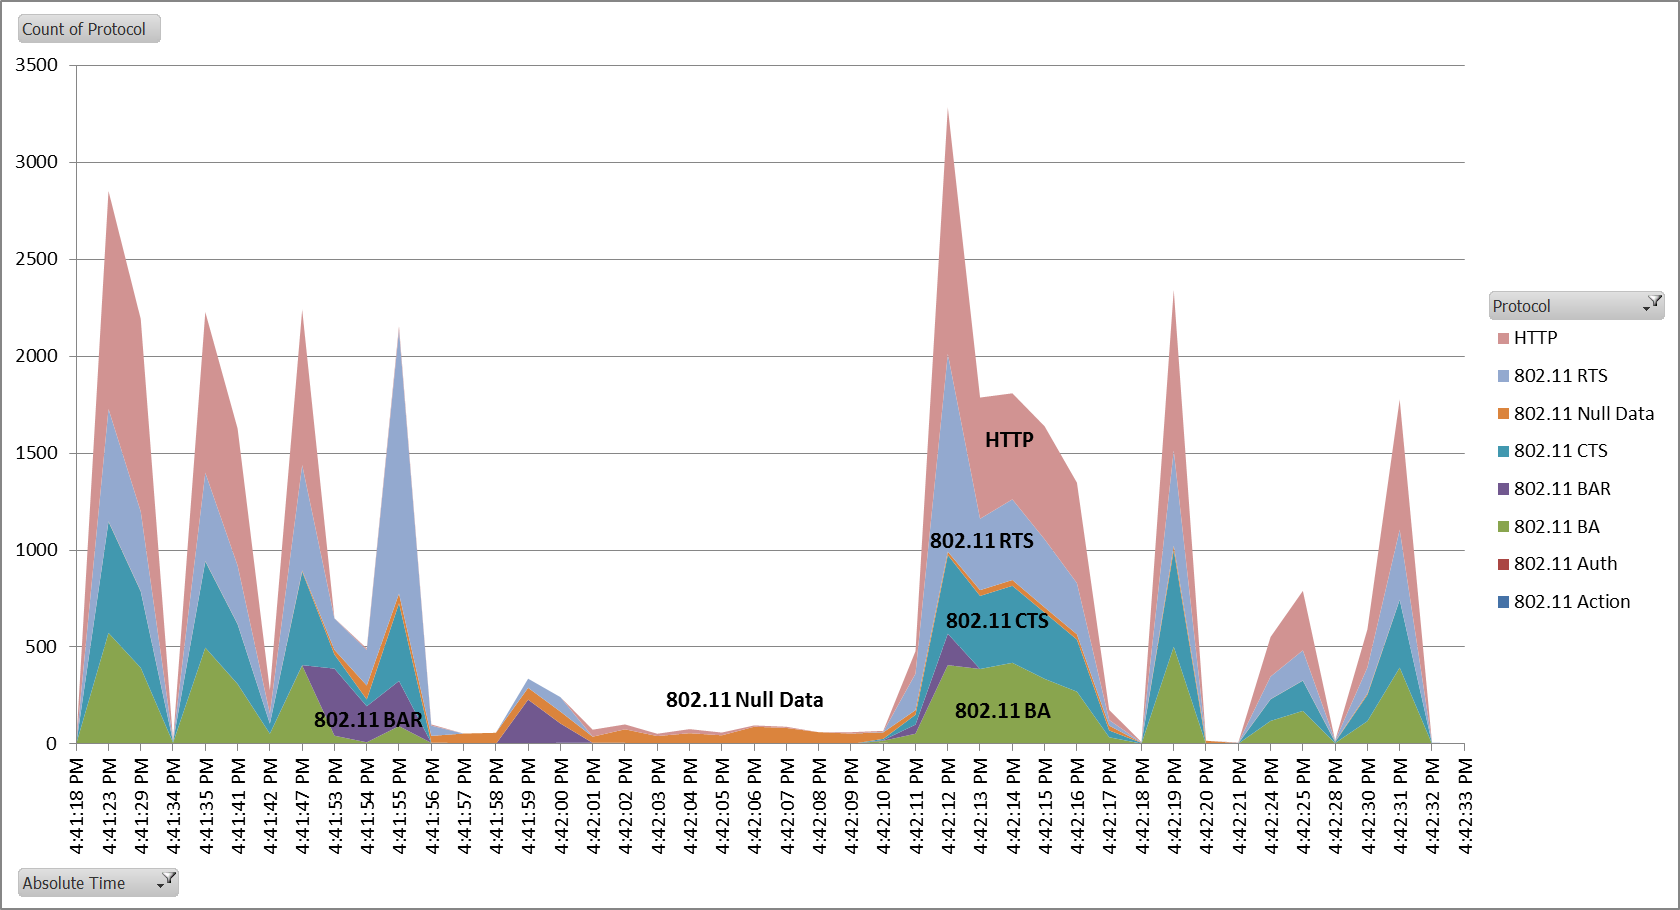 Count of Protocol
3500
3000
2500
2000
1500
1000
500
0
HTTP
802.11 RTS
802.11 CTS
802.11 Null Data
802.11 BA
802.11 BAR
Protocol
HTTP
802.11 RTS
802.11 Null Data
802.11 CTS
802.11 BAR
802.11 BA
802.11 Auth
802.11 Action
4:41:18 PM
4:41:23 PM
4:41:29 PM
4:41:34 PM
4:41:35 PM
4:41:41 PM
4:41:42 PM
4:41:47 PM
4:41:53 PM
4:41:54 PM
4:41:55 PM
4:41:56 PM
4:41:57 PM
4:41:58 PM
4:41:59 PM
4:42:00 PM
4:42:01 PM
4:42:02 PM
4:42:03 PM
4:42:04 PM
4:42:05 PM
4:42:06 PM
4:42:07 PM
4:42:08 PM
4:42:09 PM
4:42:10 PM
4:42:11 PM
4:42:12 PM
4:42:13 PM
4:42:14 PM
4:42:15 PM
4:42:16 PM
4:42:17 PM
4:42:18 PM
4:42:19 PM
4:42:20 PM
4:42:21 PM
4:42:24 PM
4:42:25 PM
4:42:28 PM
4:42:30 PM
4:42:31 PM
4:42:32 PM
4:42:33 PM
Absolute Time